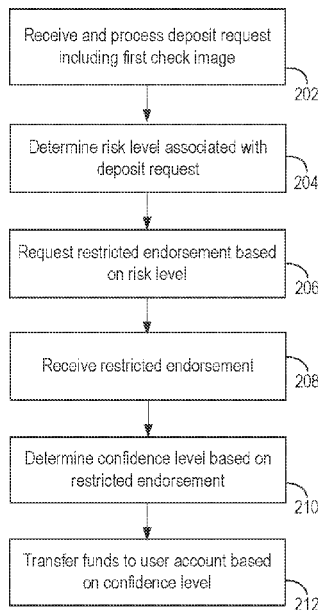 Receive and process deposit request
including first check image
202
Determine risk level associated with
deposit request
204
Request restricted endorsement based
on risk level
206
Receive restricted endorsement
208
Determine confidence level based on
restricted endorsement
210
Transfer funds to user account based
on confidence level
212